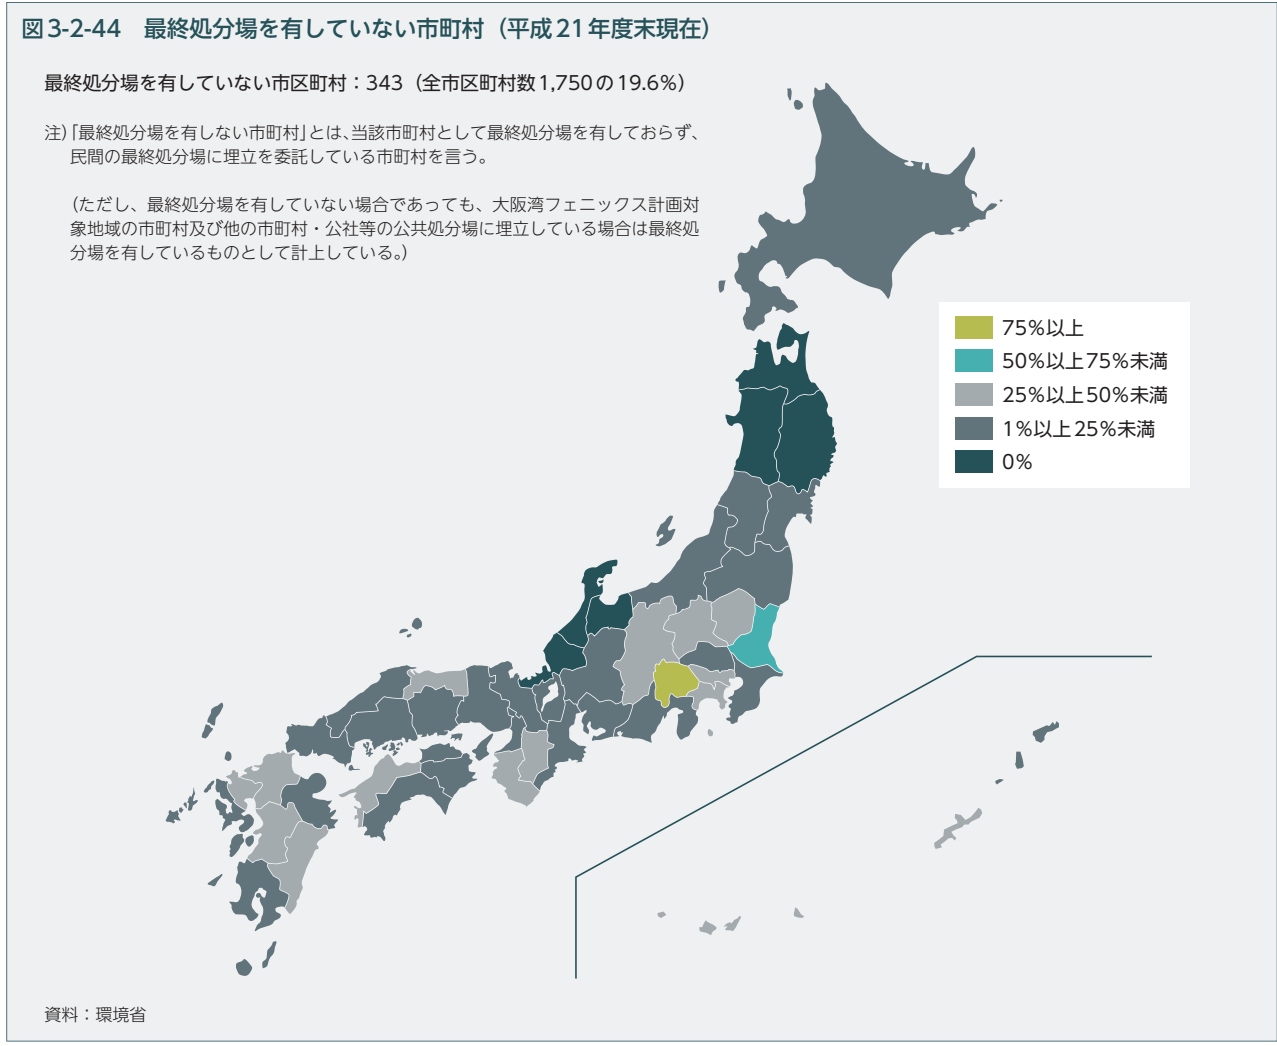 図3-2-44　最終処分場を有していない市町村（平成21年度末現在）
最終処分場を有していない市区町村：343（全市区町村数1,750の19.6%）
注）「最終処分場を有しない市町村」とは、当該市町村として最終処分場を有しておらず、
民間の最終処分場に埋立を委託している市町村を言う。
（ただし、最終処分場を有していない場合であっても、大阪湾フェニックス計画対
象地域の市町村及び他の市町村・公社等の公共処分場に埋立している場合は最終処
分場を有しているものとして計上している。）
75%以上
50%以上75%未満
25%以上50%未満
1%以上25%未満
0%
資料：環境省